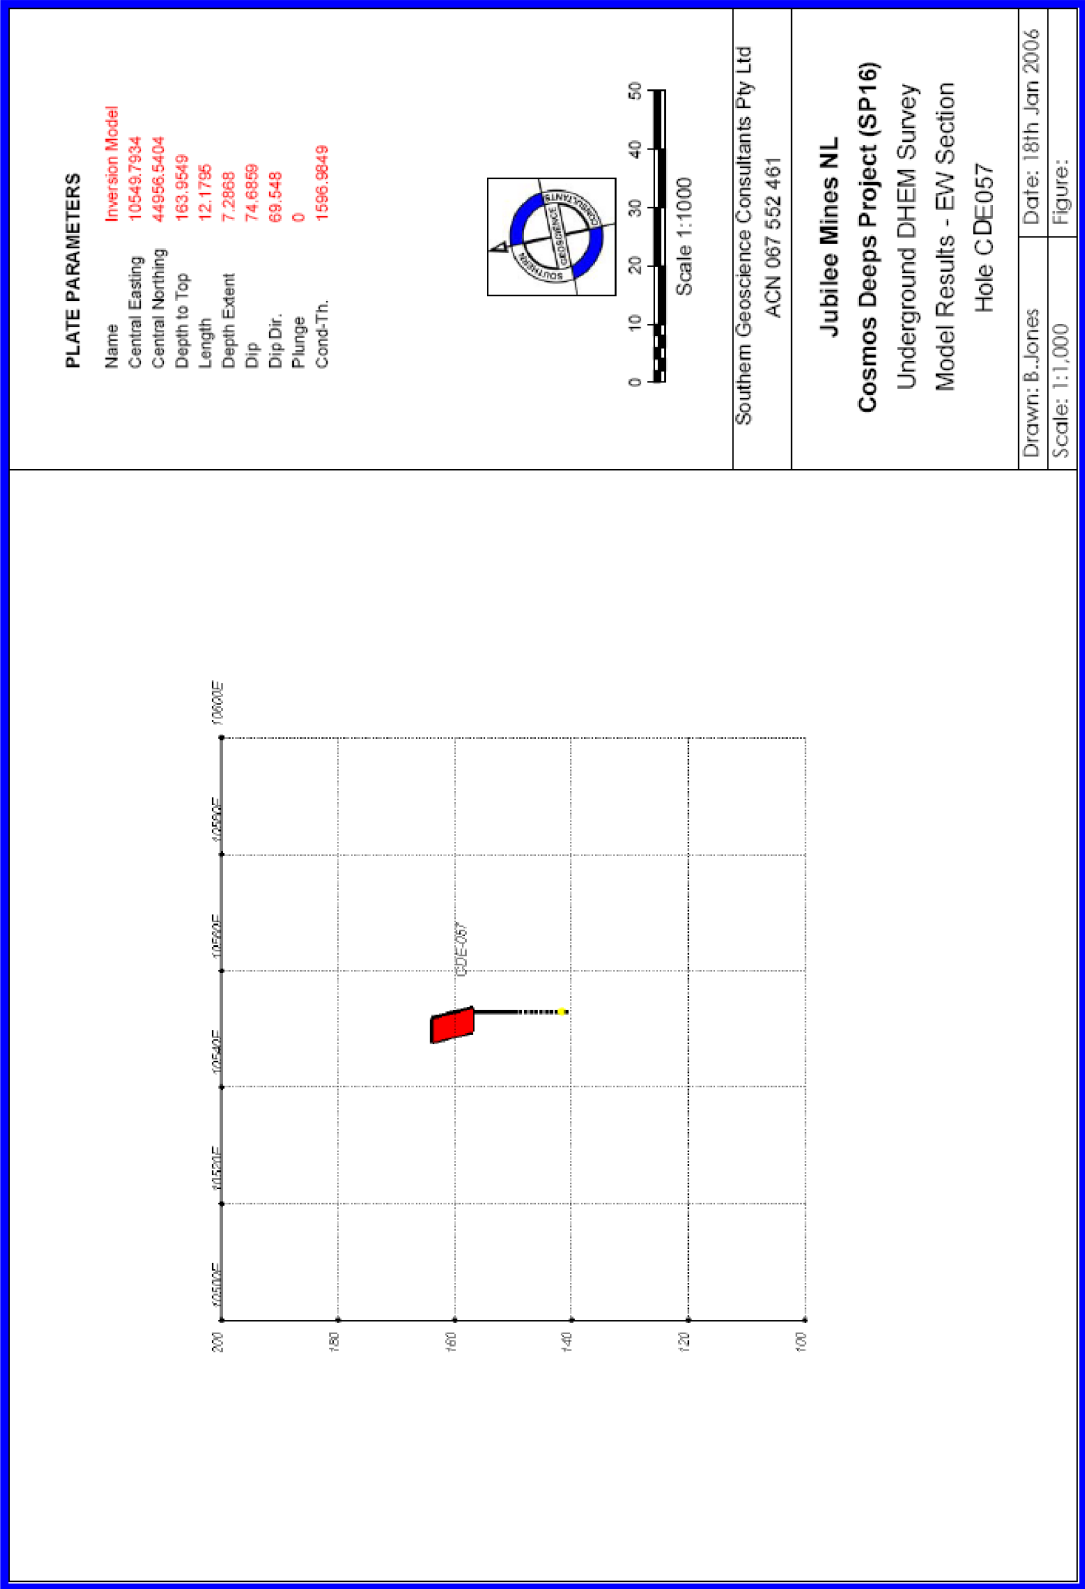 PLATE PARAMETERS
Name Inversion Model
Central Easting 10549.7934
Central Northing 44956.5404
Depth to Top 163.9549
Length 12.1795
Depth Extent 7.2868
Dip 74.6859
Dip Dir. 69.548
Plunge 0
Cond-Th. 1596.9849
SOUTHERN
GEOSCIENCE
CONSULTANTS
0 10 20 30 40 50
Scale 1:1000
Southern Geoscience Consultants Pty Ltd
ACN 067 552 461
Jubilee Mines NL
Cosmos Deeps Project (SP16)
Underground DHEM Survey
Model Results - EW Section
Hole CDE057
Drawn: B.Jones Date: 18th Jan 2006
Scale: 1:1,000 Figure:
10500E 10520E 10540E 10560E 10580E 10600E
200
180
160
CDE-057
140
120
100